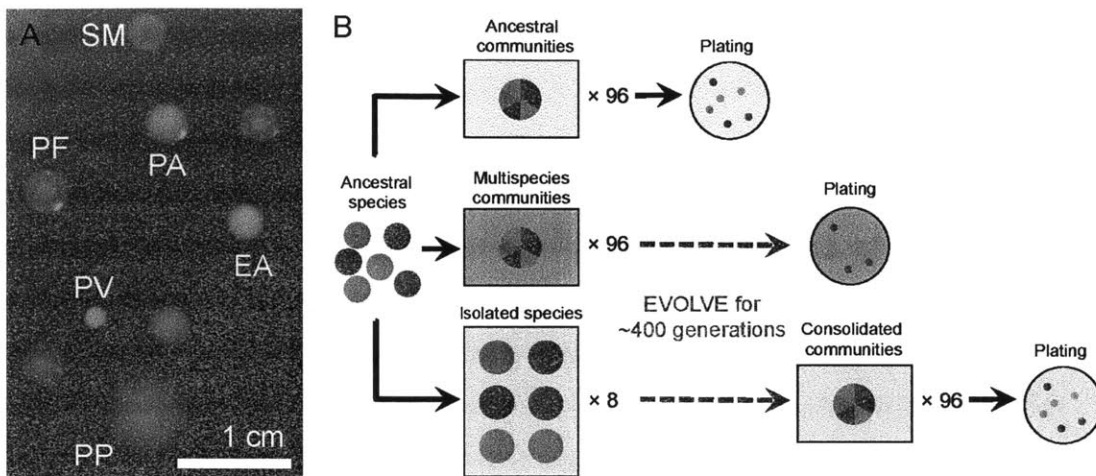 A
SM
PF
PA
EA
PV
PP
1 cm
B
Ancestral
communities
× 96
Plating
Ancestral
species
Multispecies
communities
× 96
Plating
Isolated species
× 8
EVOLVE for
~400 generations
Consolidated
communities
× 96
Plating